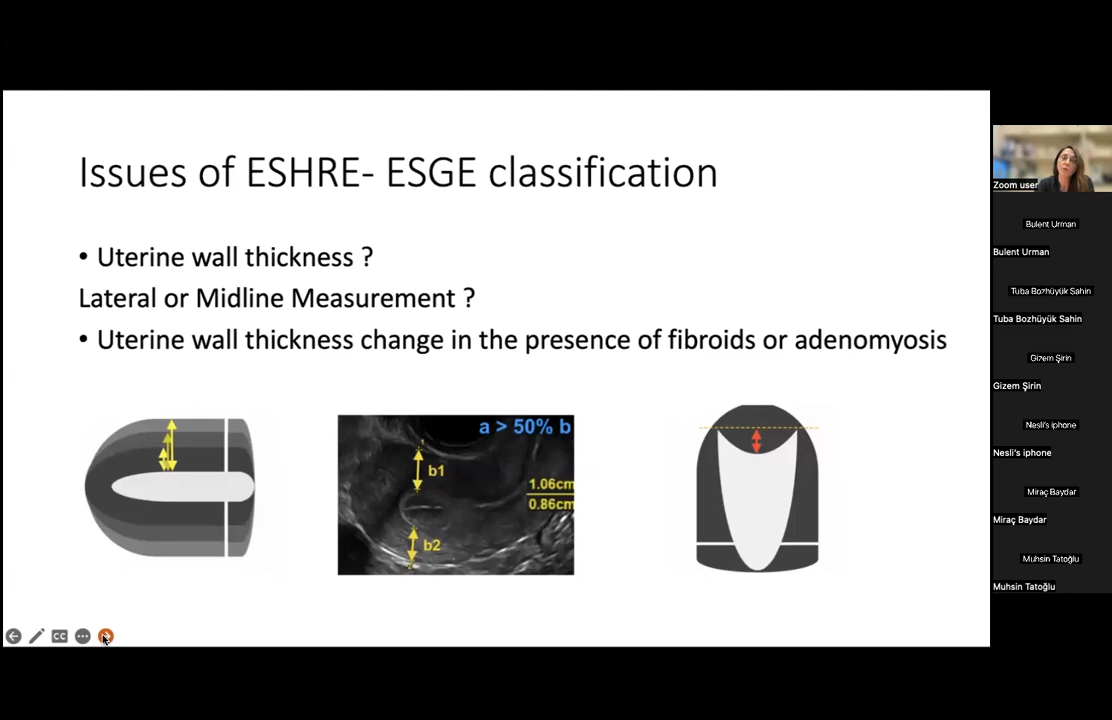 Issues of ESHRE- ESGE classification
• Uterine wall thickness ?
Lateral or Midline Measurement ?
• Uterine wall thickness change in the presence of fibroids or adenomyosis
a > 50% b
b1
1.06cm
0.86cm
b2
CC
Zoom user
Bulent Urman
Bulent Urman
Tuba Bozhüyük Sahin
Tuba Bozhüyük Sahin
Gizem Şirin
Gizem Şirin
Nesli's iphone
Nesli's iphone
Miraç Baydar
Miraç Baydar
Muhsin Tatoğlu
Muhsin Tatoğlu